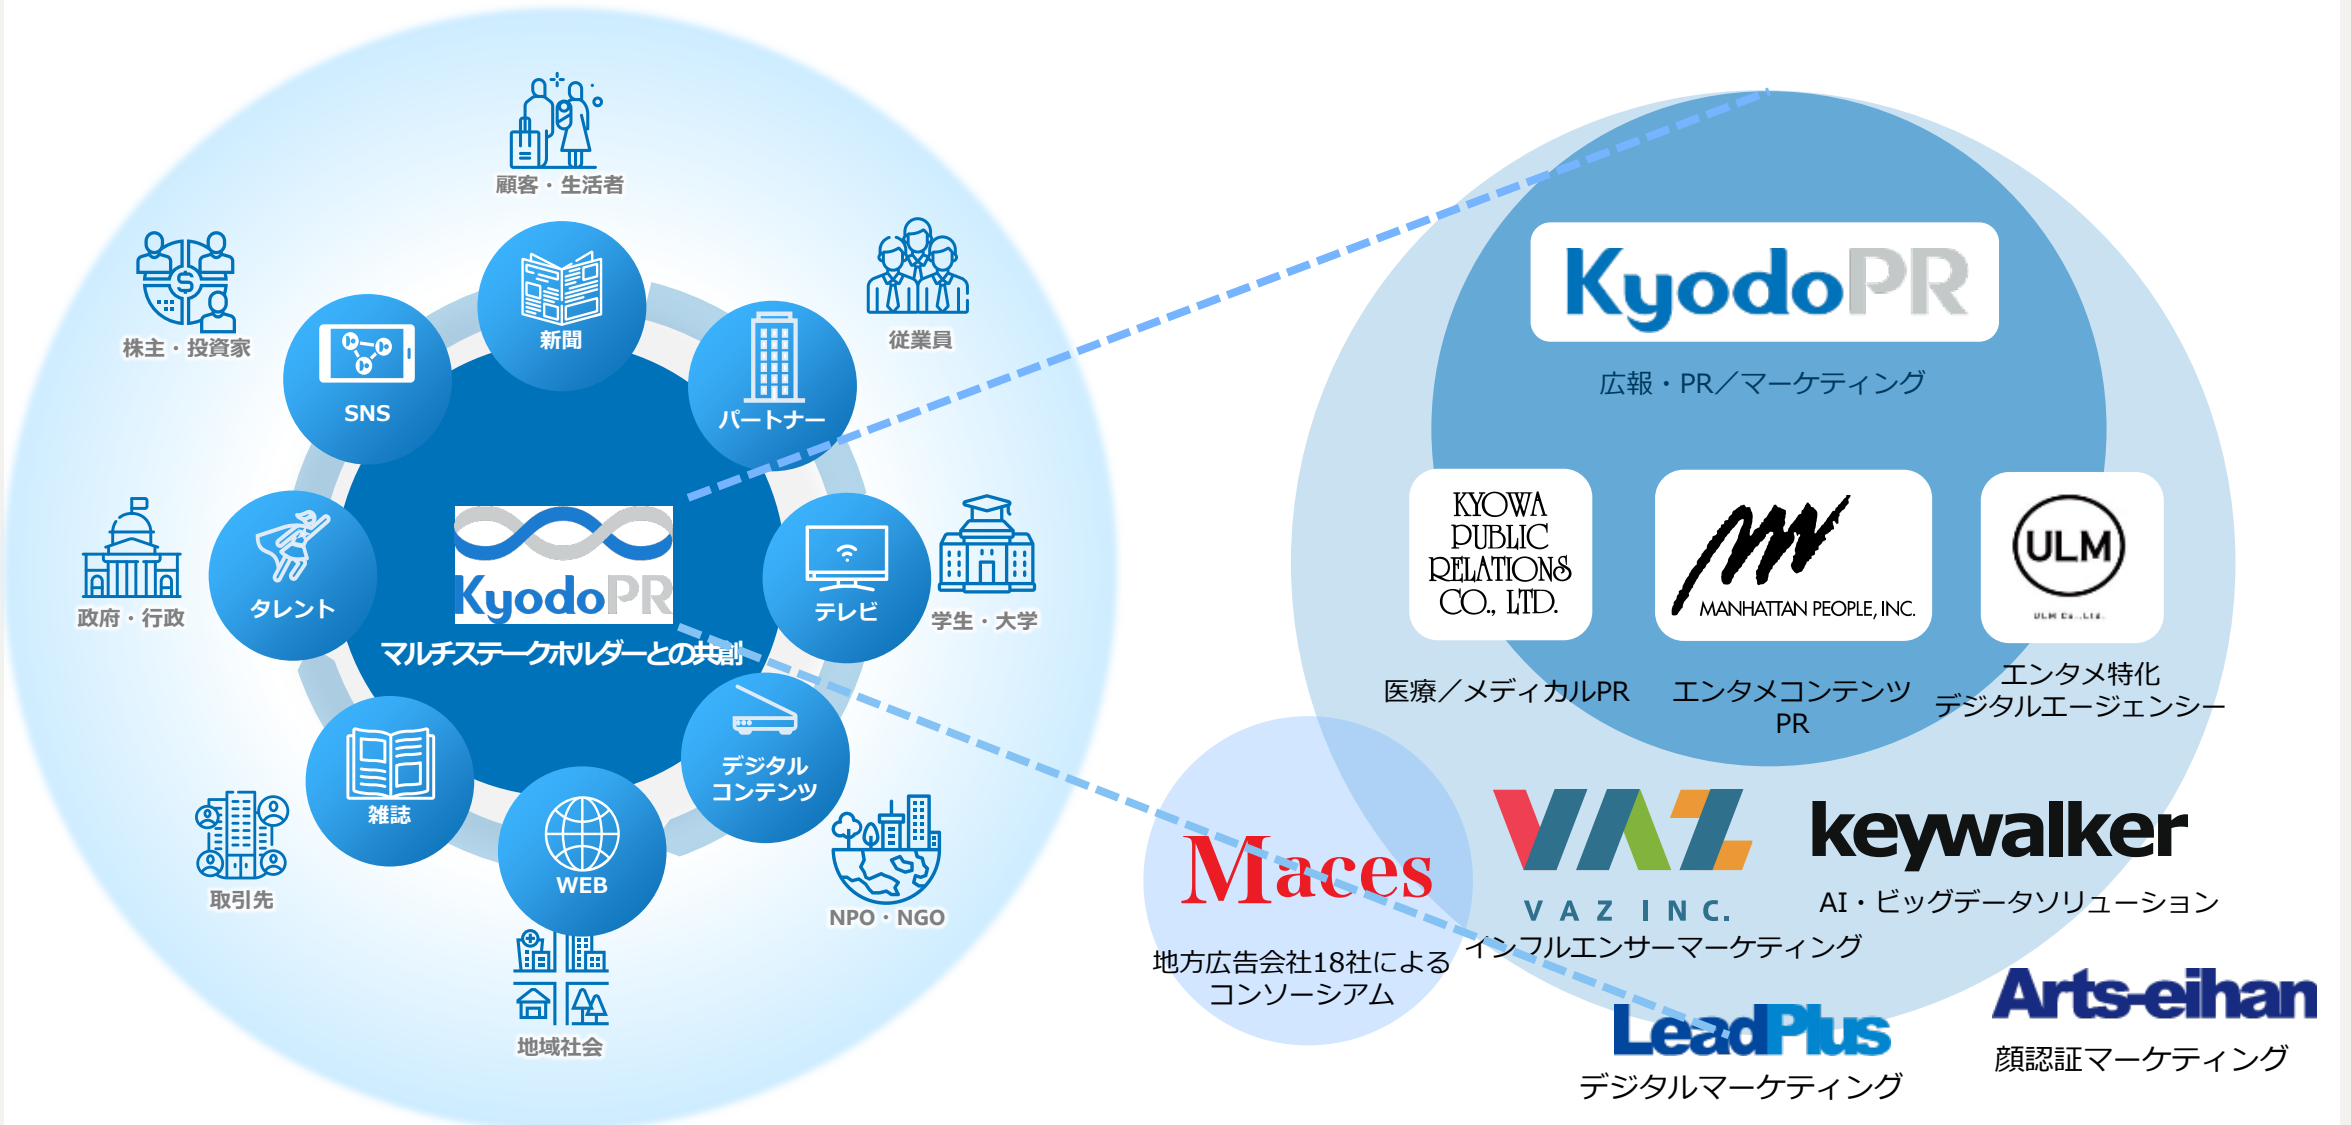 顧客・生活者
株主・投資家
従業員
新聞
SNS
パートナー
KyodoPR
マルチステークホルダーとの共創
タレント
テレビ
政府・行政
学生・大学
雑誌
デジタル
コンテンツ
WEB
取引先
NPO・NGO
地域社会
KyodoPR
広報・PR／マーケティング
KYOWA
PUBLIC
RELATIONS
CO., LTD.
医療／メディカルPR
MANHATTAN PEOPLE, INC.
エンタメコンテンツ
PR
ULM
ULM Co.,Ltd.
エンタメ特化
デジタルエージェンシー
Maces
地方広告会社18社による
コンソーシアム
VAZ
VAZ INC.
インフルエンサーマーケティング
keywalker
AI・ビッグデータソリューション
LeadPlus
デジタルマーケティング
Arts-eihan
顔認証マーケティング